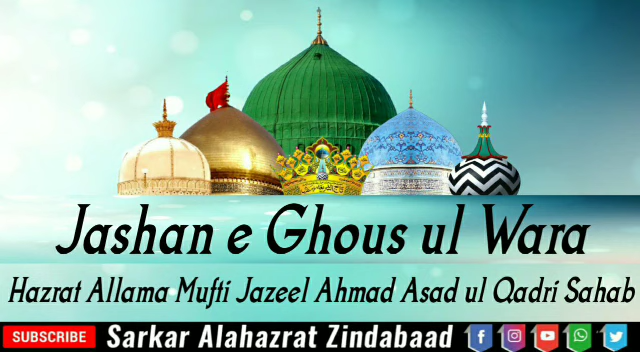 Jashan e Ghous ul Wara
Hazrat Allama Mufti Jazeel Ahmad Asad ul Qadri Sahab
SUBSCRIBE Sarkar Alahazrat Zindabaad